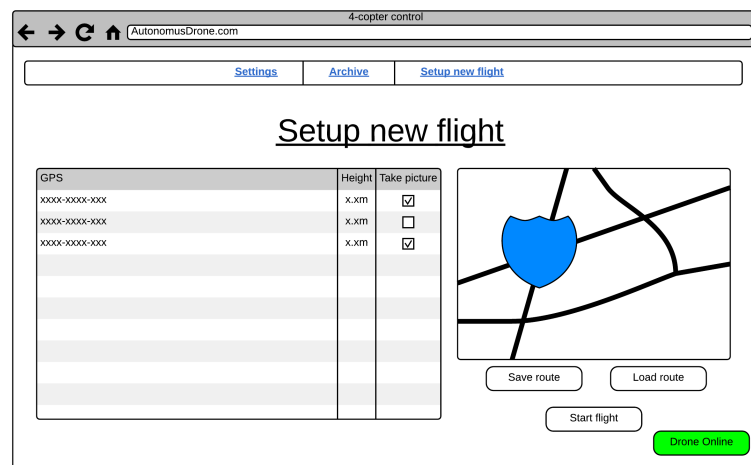 4-copter control
AutonomusDrone.com
Settings Archive Setup new flight
Setup new flight
GPS Height Take picture
xxxx-xxxx-xxx x.xm
xxxx-xxxx-xxx x.xm
xxxx-xxxx-xxx x.xm
Save route Load route
Start flight
Drone Online